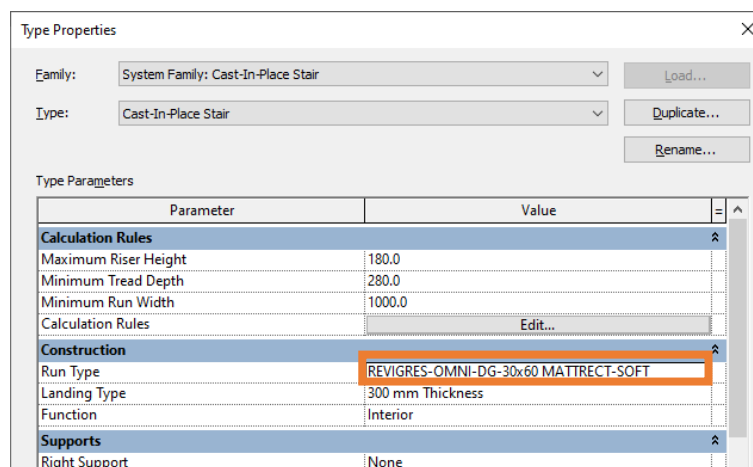 Type Properties
Family: System Family: Cast-In-Place Stair Load...
Type: Cast-In-Place Stair Duplicate...
Rename...
Type Parameters
Parameter Value =
Calculation Rules
Maximum Riser Height 180.0
Minimum Tread Depth 280.0
Minimum Run Width 1000.0
Calculation Rules Edit...
Construction
Run Type REVIGRES-OMNI-DG-30x60 MATTRECT-SOFT
Landing Type 300 mm Thickness
Function Interior
Supports
Right Support None